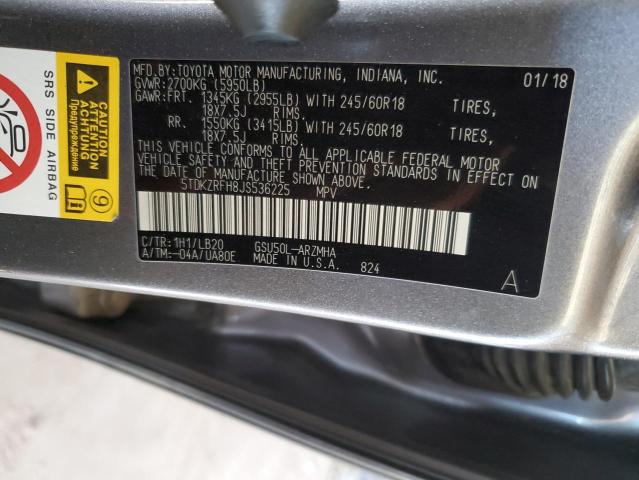 SRS SIDE AIRBAG
CAUTION
ATTENTION
ACHTUNG
Предупреждение
9
MFD.BY:TOYOTA MOTOR MANUFACTURING, INDIANA, INC. 01/18
GVWR:2700KG (5950LB)
GAWR:FRT. 1345KG (2955LB) WITH 245/60R18 TIRES,
18X7.5J RIMS.
RR. 1550KG (3415LB) WITH 245/60R18 TIRES,
18X7.5J RIMS.
THIS VEHICLE CONFORMS TO ALL APPLICABLE FEDERAL MOTOR
VEHICLE SAFETY AND THEFT PREVENTION STANDARDS IN EFFECT ON
THE DATE OF MANUFACTURE SHOWN ABOVE.
5TDKZRFH8JS536225 MPV
C/TR:1H1/LB20 GSU50L-ARZMHA
A/TM:-04A/UA80E MADE IN U.S.A. 824
A